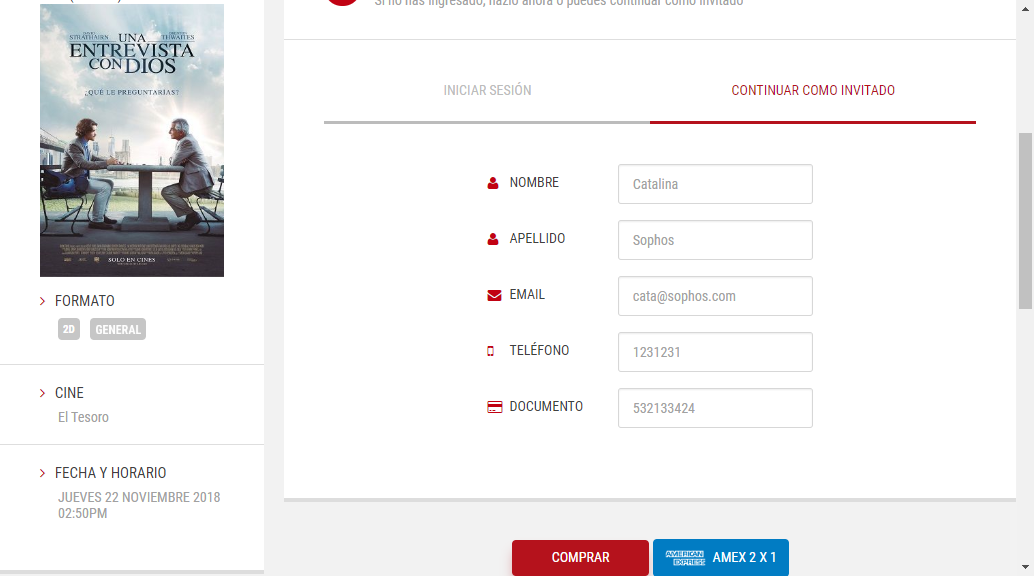 Si no has ingresado, hazlo ahora o puedes continuar como invitado
STRATHAIRN
THWAITES
UNA
ENTREVISTA
CON DIOS
¿QUÉ LE PREGUNTARÍAS?
SOLO EN CINES
FORMATO
2D GENERAL
CINE
El Tesoro
FECHA Y HORARIO
JUEVES 22 NOVIEMBRE 2018
02:50PM
INICIAR SESIÓN
CONTINUAR COMO INVITADO
NOMBRE Catalina
APELLIDO Sophos
EMAIL cata@sophos.com
TELÉFONO 1231231
DOCUMENTO 532133424
COMPRAR
AMERICAN
EXPRESS
AMEX 2 X 1